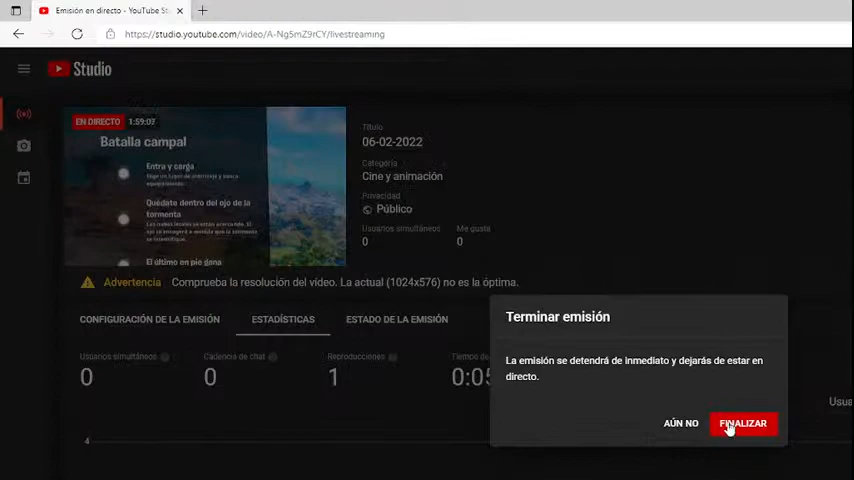 Emisión en directo - YouTube St
https://studio.youtube.com/video/A-Ng5mZ9rCY/livestreaming
Studio
EN DIRECTO 1:59:07
Batalla campal
Entra y carga
Quédate dentro del ojo de la
tormenta
El último en pie gana
Título
06-02-2022
Categoría
Cine y animación
Privacidad
Público
Usuarios simultáneos Me gusta
0 0
Advertencia Comprueba la resolución del vídeo. La actual (1024x576) no es la óptima.
CONFIGURACIÓN DE LA EMISIÓN ESTADÍSTICAS ESTADO DE LA EMISIÓN
Usuarios simultáneos Cadencia de chat Reproducciones Tiempo de
0 0 1 0:05
Usua
4
Terminar emisión
La emisión se detendrá de inmediato y dejarás de estar en
directo.
AÚN NO FINALIZAR